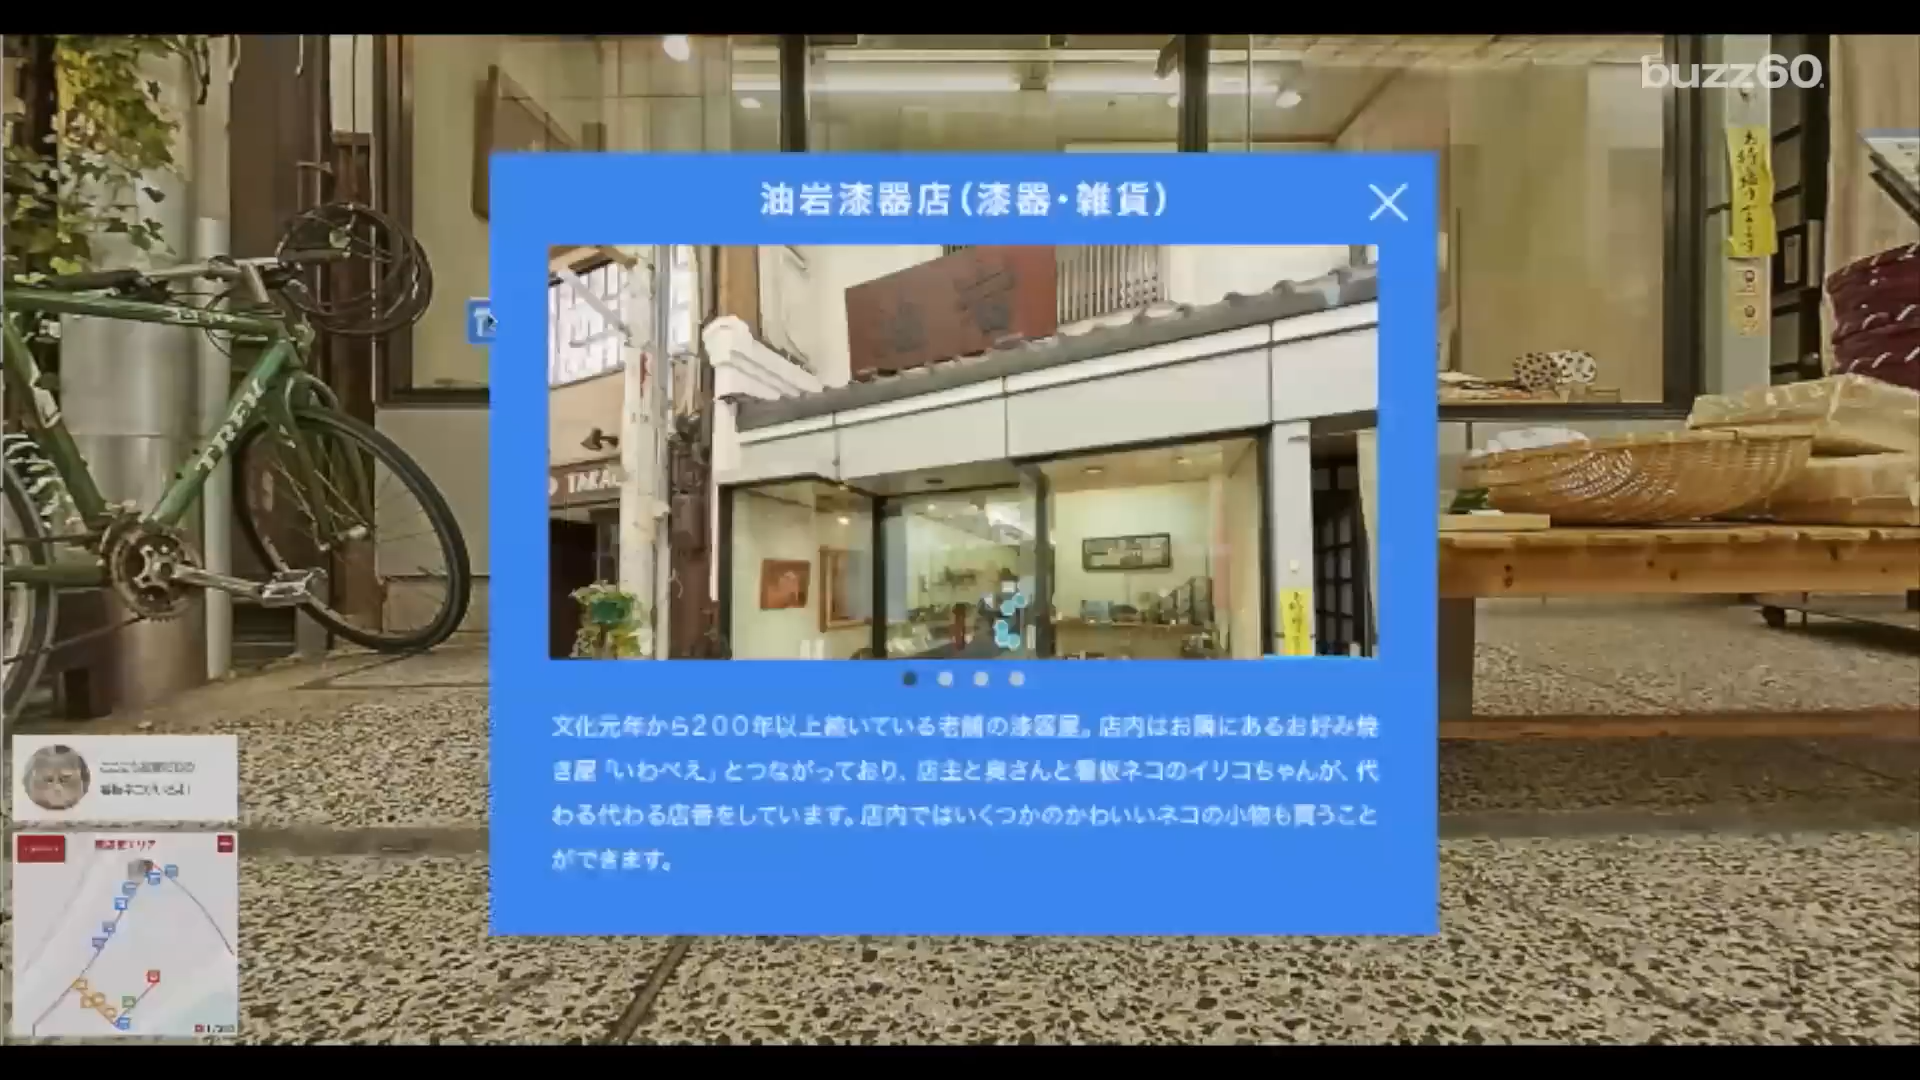 buzz60
油岩漆器店(漆器・雑貨)
TREK
TAKA
文化元年から200年以上続いている老舗の漆器屋。店内はお隣にあるお好み焼
き屋「いわべえ」とつながっており、店主と奥さんと看板ネコのイリコちゃんが、代
わる代わる店番をしています。店内ではいくつかのかわいいネコの小物も買うこと
ができます。